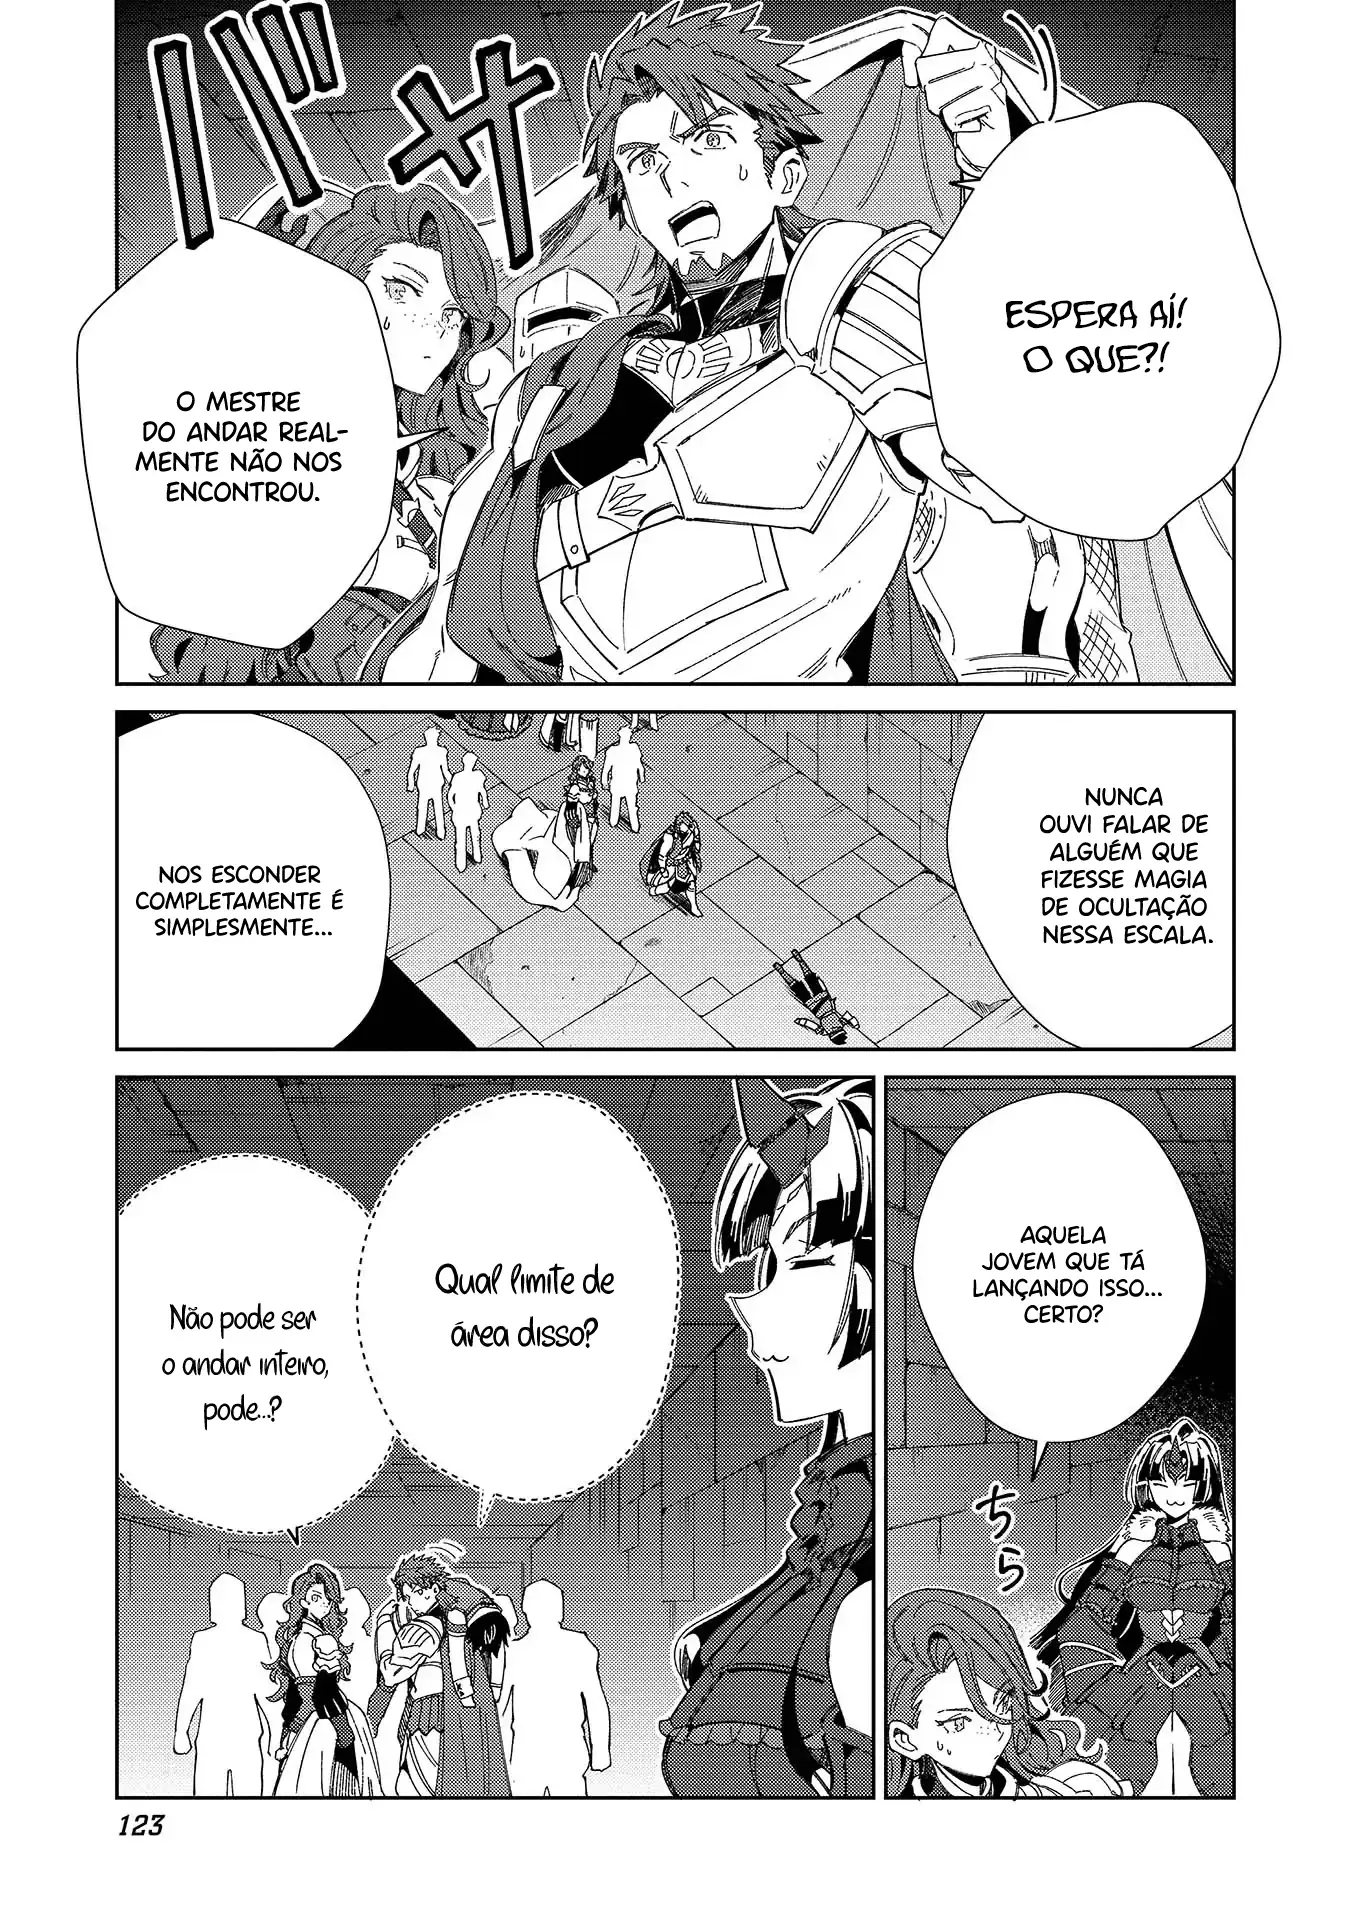 バサ
ESPERA AÍ!
O QUE?!
O MESTRE
DO ANDAR REAL-
MENTE NÃO NOS
ENCONTROU.
NUNCA
OUVI FALAR DE
ALGUÉM QUE
FIZESSE MAGIA
DE OCULTAÇÃO
NESSA ESCALA.
NOS ESCONDER
COMPLETAMENTE É
SIMPLESMENTE...
AQUELA
JOVEM QUE TÁ
LANÇANDO ISSO...
CERTO?
ちら
Qual limite de
área disso?
Não pode ser
o andar inteiro,
pode...?
123